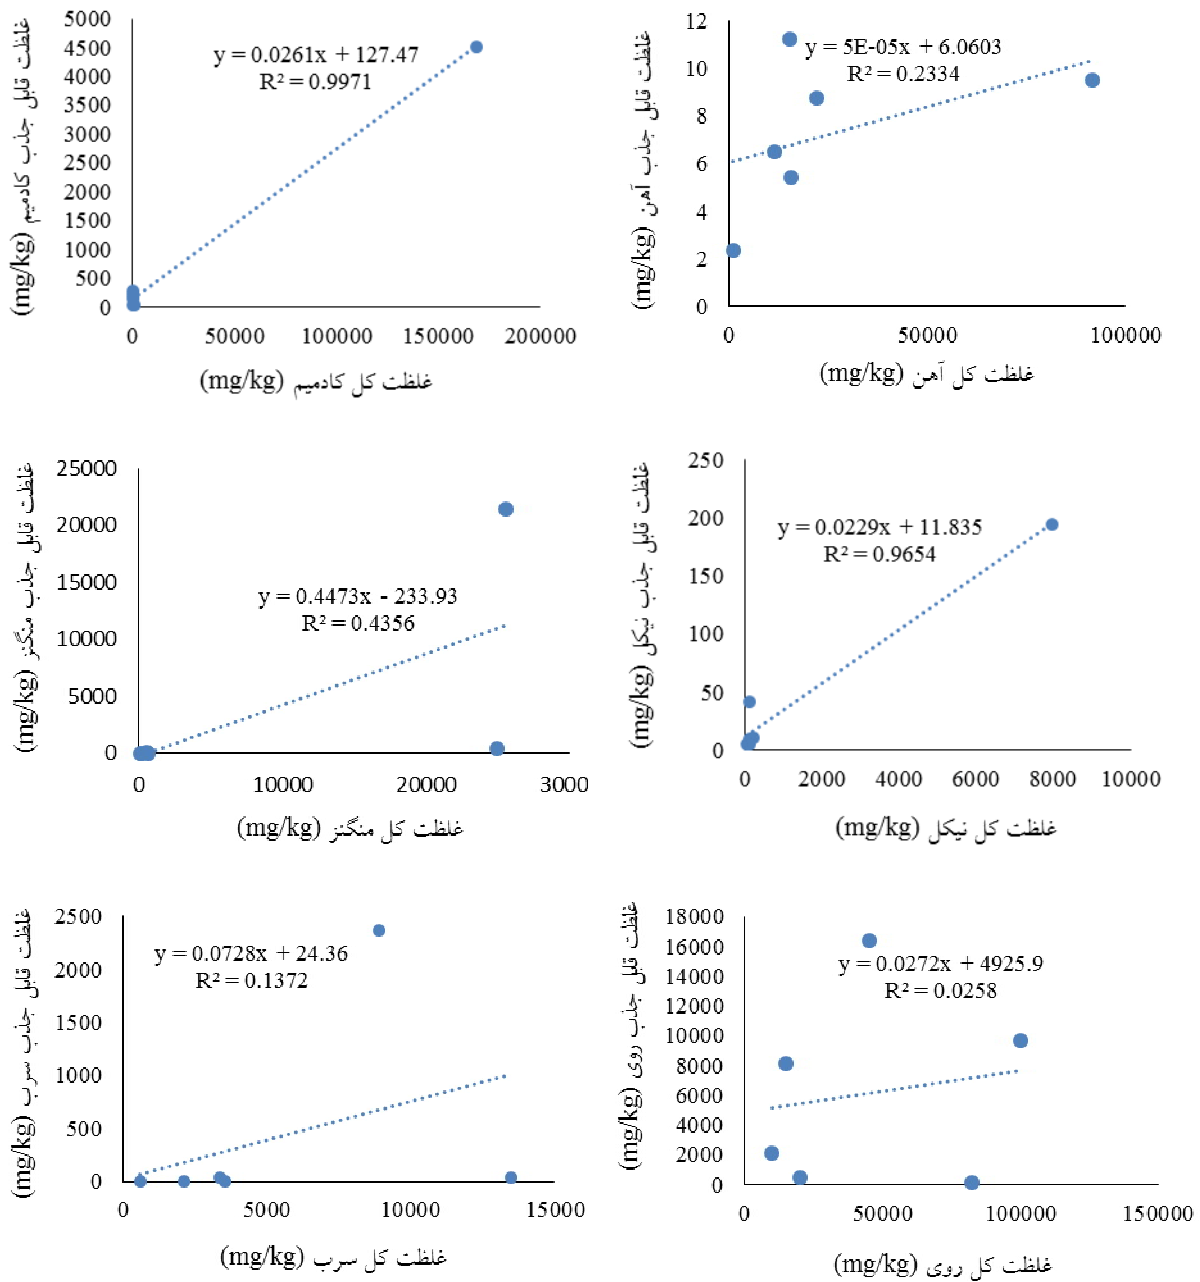 غلظت قابل جذب کادمیم (mg/kg)
5000
4500
4000
3500
3000
2500
2000
1500
1000
500
0
y = 0.0261x + 127.47
R² = 0.9971
0 50000 100000 150000 200000
غلظت کل کادمیم (mg/kg)
غلظت قابل جذب آهن (mg/kg)
12
10
8
6
4
2
0
y = 5E-05x + 6.0603
R² = 0.2334
0 50000 100000
غلظت کل آهن (mg/kg)
غلظت قابل جذب منگنز (mg/kg)
25000
20000
15000
10000
5000
0
y = 0.4473x - 233.93
R² = 0.4356
0 10000 20000 3000
غلظت کل منگنز (mg/kg)
غلظت قابل جذب نیکل (mg/kg)
250
200
150
100
50
0
y = 0.0229x + 11.835
R² = 0.9654
0 2000 4000 6000 8000 10000
غلظت کل نیکل (mg/kg)
غلظت قابل جذب سرب (mg/kg)
2500
2000
1500
1000
500
0
y = 0.0728x + 24.36
R² = 0.1372
0 5000 10000 15000
غلظت کل سرب (mg/kg)
غلظت قابل جذب روی (mg/kg)
18000
16000
14000
12000
10000
8000
6000
4000
2000
0
y = 0.0272x + 4925.9
R² = 0.0258
0 50000 100000 150000
غلظت کل روی (mg/kg)